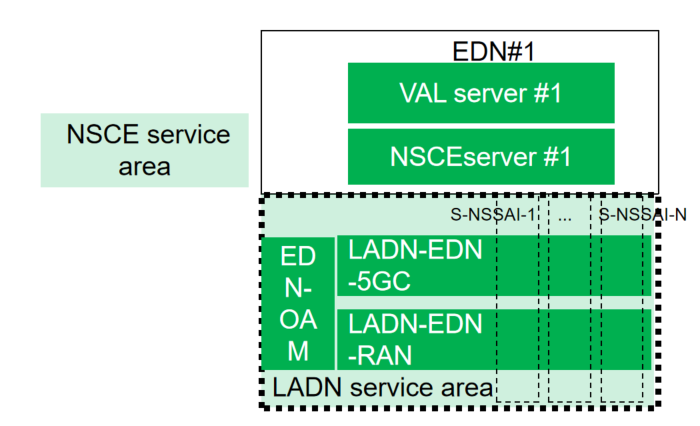 EDN#1
VAL server #1
NSCE service
area
NSCEserver #1
S-NSSAI-1 ... S-NSSAI-N
ED
N-
OA
M
LADN-EDN
-5GC
LADN-EDN
-RAN
LADN service area